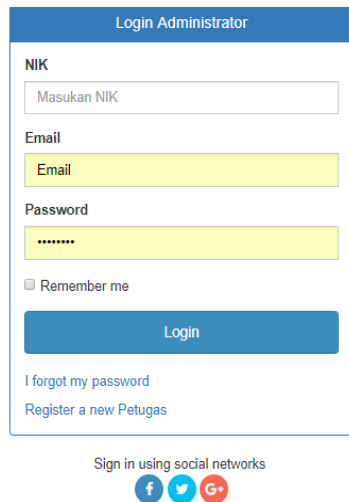 Login Administrator
NIK
Masukan NIK
Email
Email
Password
••••••••
Remember me
Login
I forgot my password
Register a new Petugas
Sign in using social networks
f G+